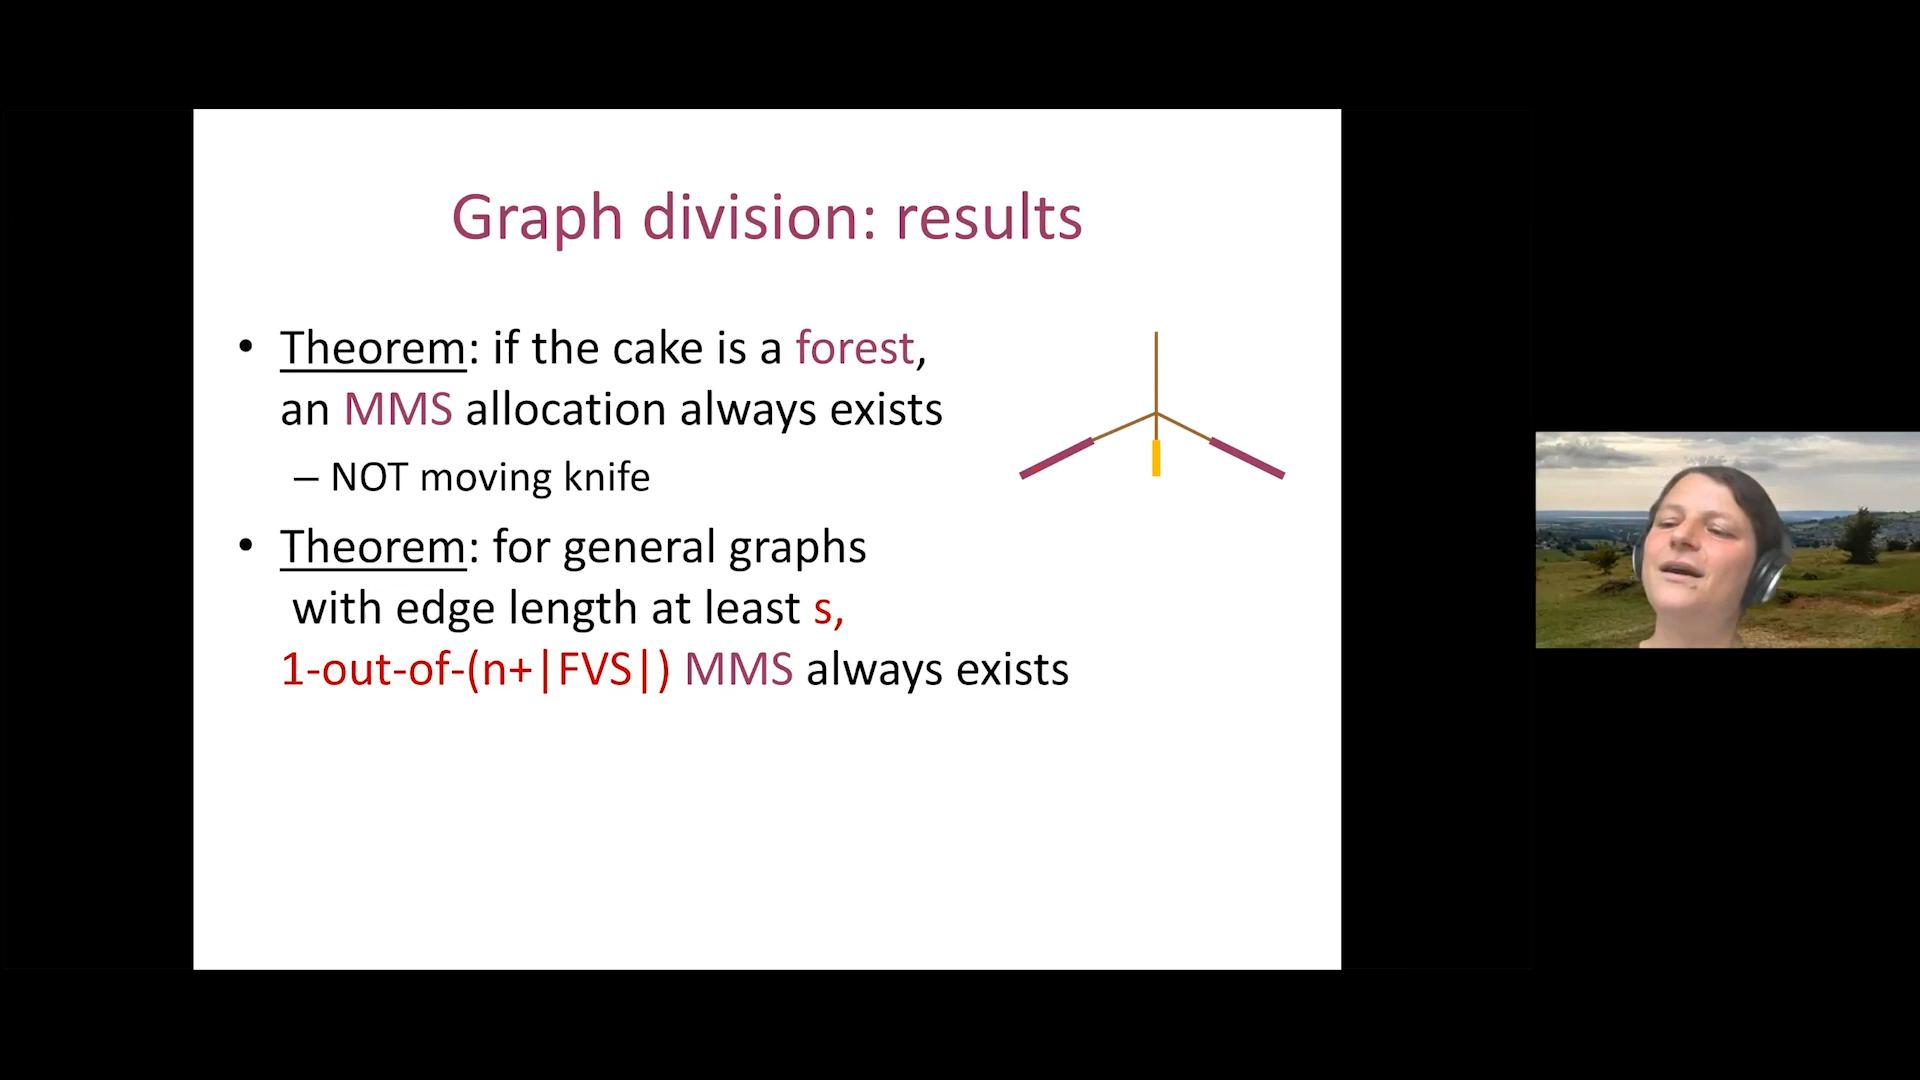 Graph division: results
• Theorem: if the cake is a forest,
an MMS allocation always exists
– NOT moving knife
• Theorem: for general graphs
with edge length at least s,
1-out-of-(n+|FVS|) MMS always exists